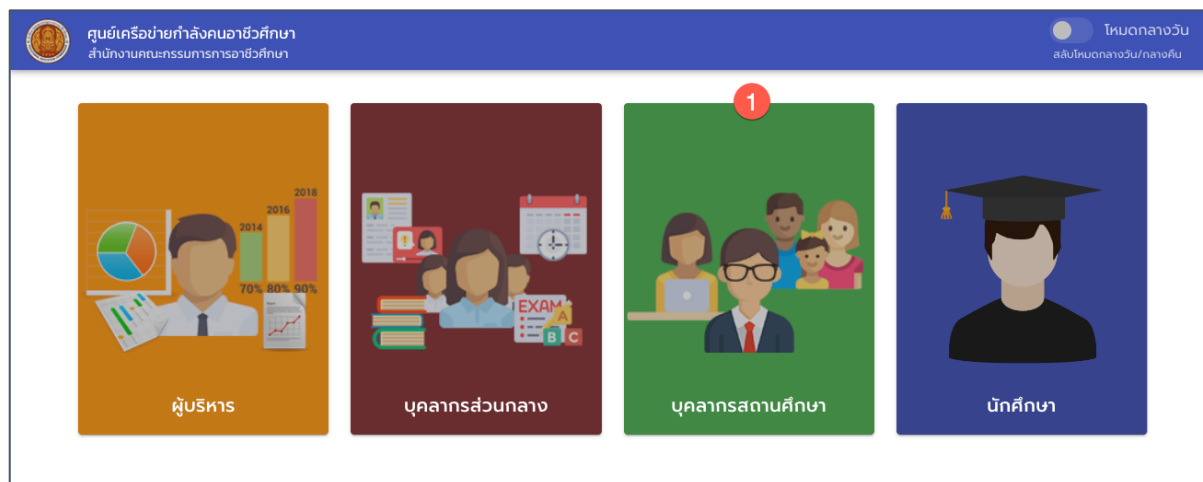 ศูนย์เครือข่ายกำลังคนอาชีวศึกษา
สำนักงานคณะกรรมการการอาชีวศึกษา
โหมดกลางวัน
สลับโหมดกลางวัน/กลางคืน
1
2018
2016
2014
70% 80% 90%
EXAM
A
B C
ผู้บริหาร
บุคลากรส่วนกลาง
บุคลากรสถานศึกษา
นักศึกษา